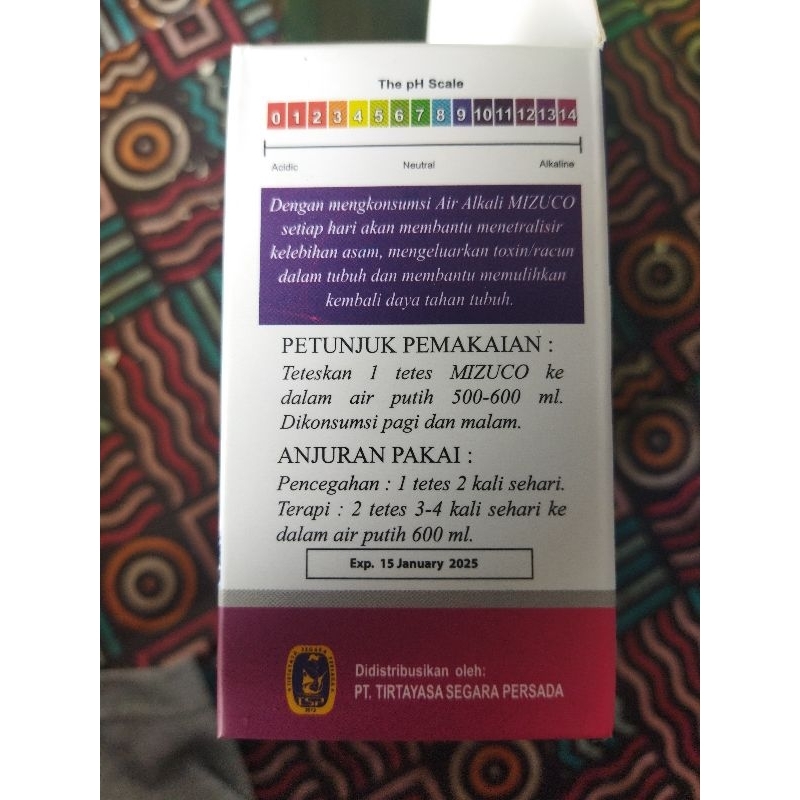 The pH Scale
0 1 2 3 4 5 6 7 8 9 10 11 12 13 14
Acidic Neutral Alkaline
Dengan mengkonsumsi Air Alkali MIZUCO
setiap hari akan membantu menetralisir
kelebihan asam, mengeluarkan toxin/racun
dalam tubuh dan membantu memulihkan
kembali daya tahan tubuh.
PETUNJUK PEMAKAIAN :
Teteskan 1 tetes MIZUCO ke
dalam air putih 500-600 ml.
Dikonsumsi pagi dan malam.
ANJURAN PAKAI :
Pencegahan : 1 tetes 2 kali sehari.
Terapi : 2 tetes 3-4 kali sehari ke
dalam air putih 600 ml.
Exp. 15 January 2025
Didistribusikan oleh:
PT. TIRTAYASA SEGARA PERSADA